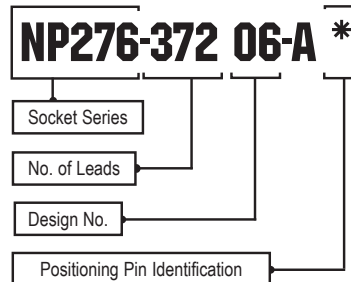 NP276-372 06-A *
Socket Series
No. of Leads
Design No.
Positioning Pin Identification